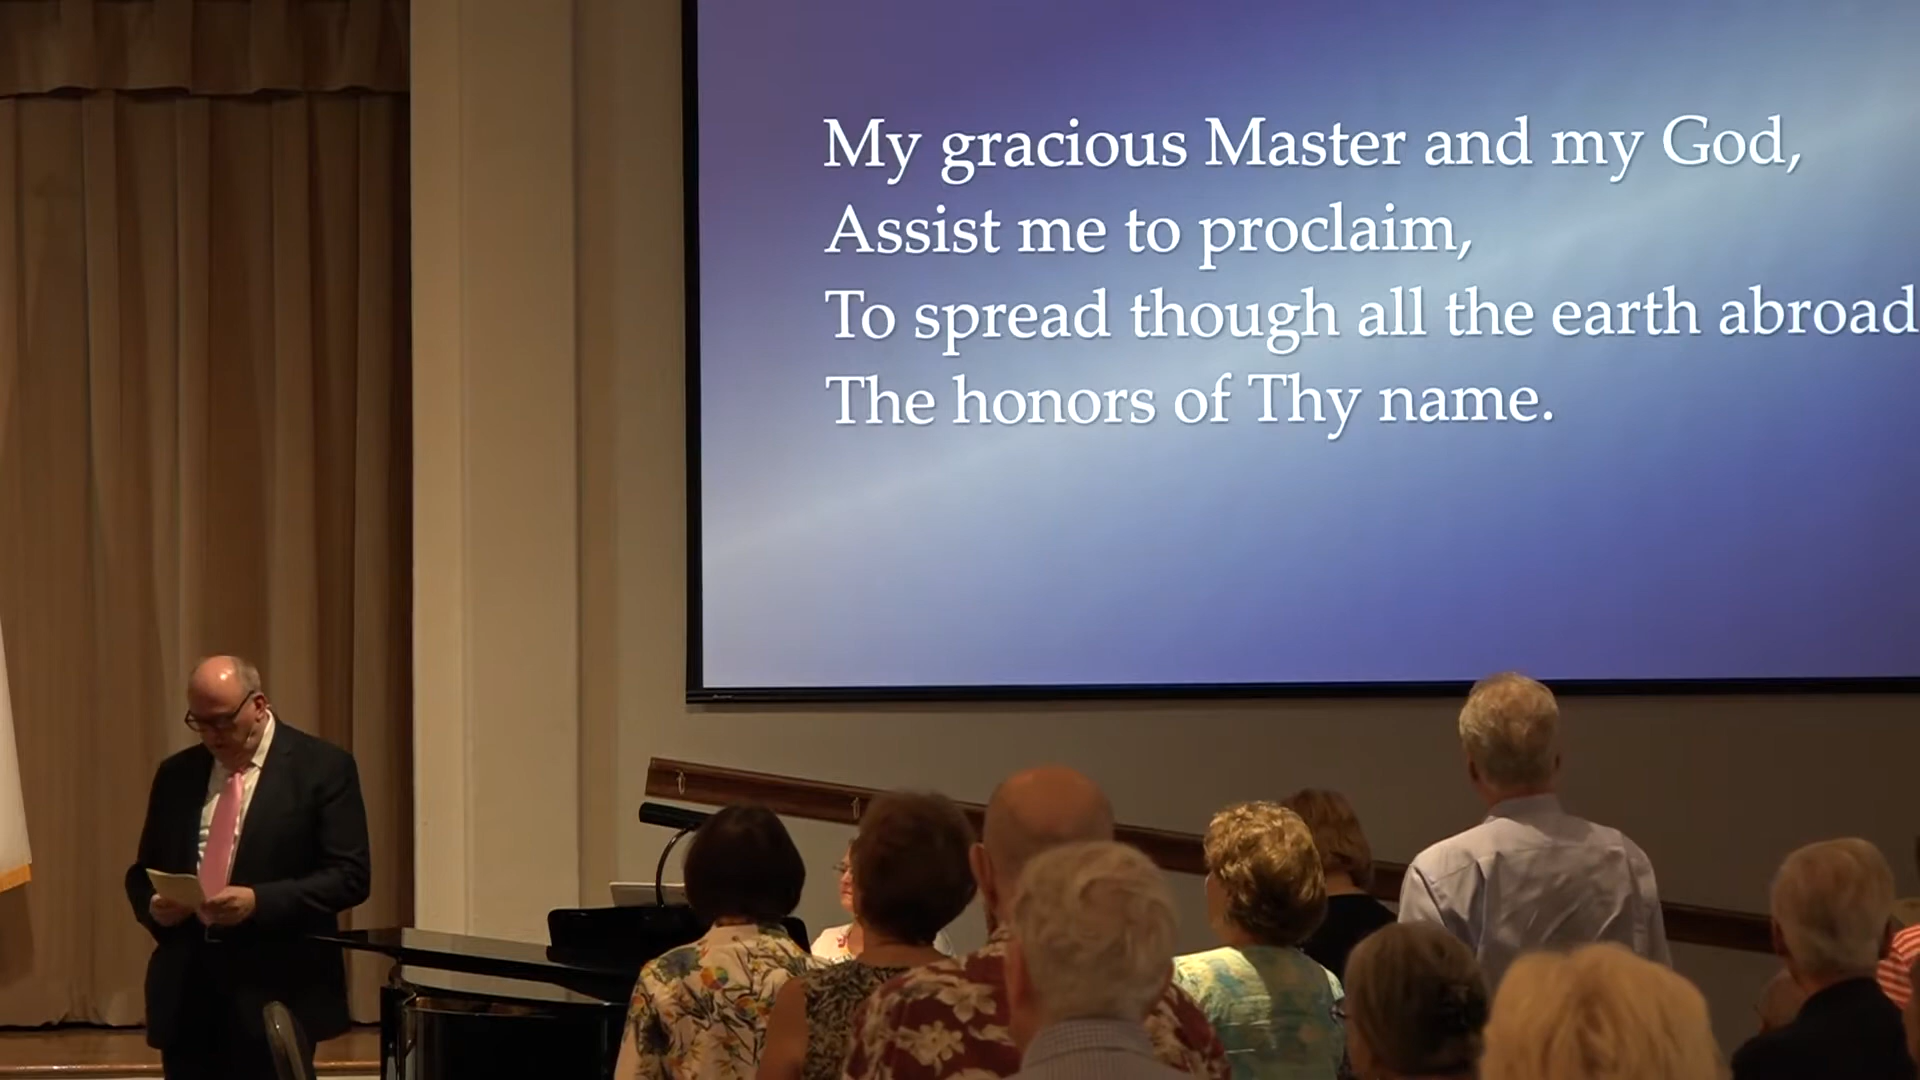 My gracious Master and my God,
Assist me to proclaim,
To spread though all the earth abroad
The honors of Thy name.